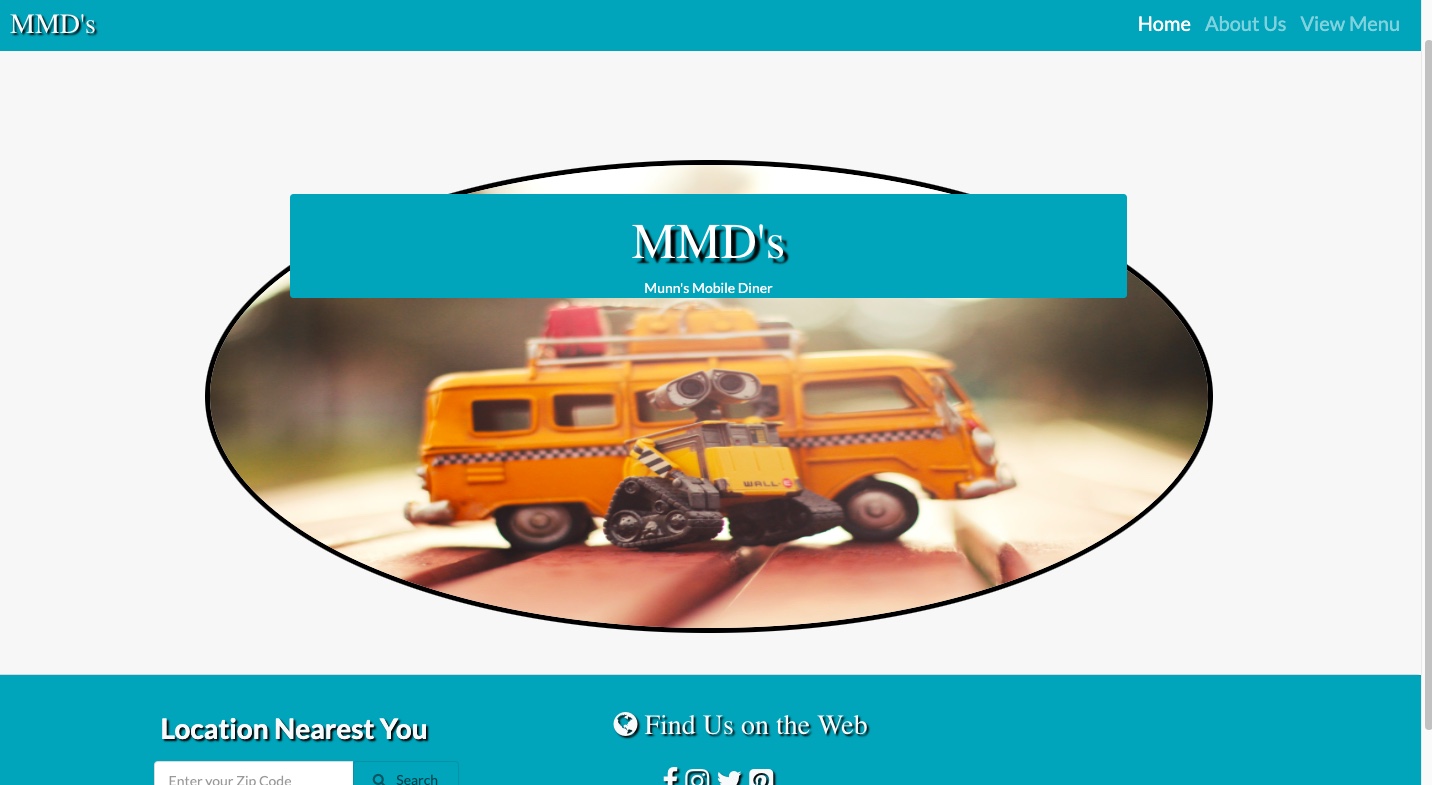 MMD's
Home About Us View Menu
MMD's
Munn's Mobile Diner
WALL
Location Nearest You
Find Us on the Web
Enter your Zip Code
Search